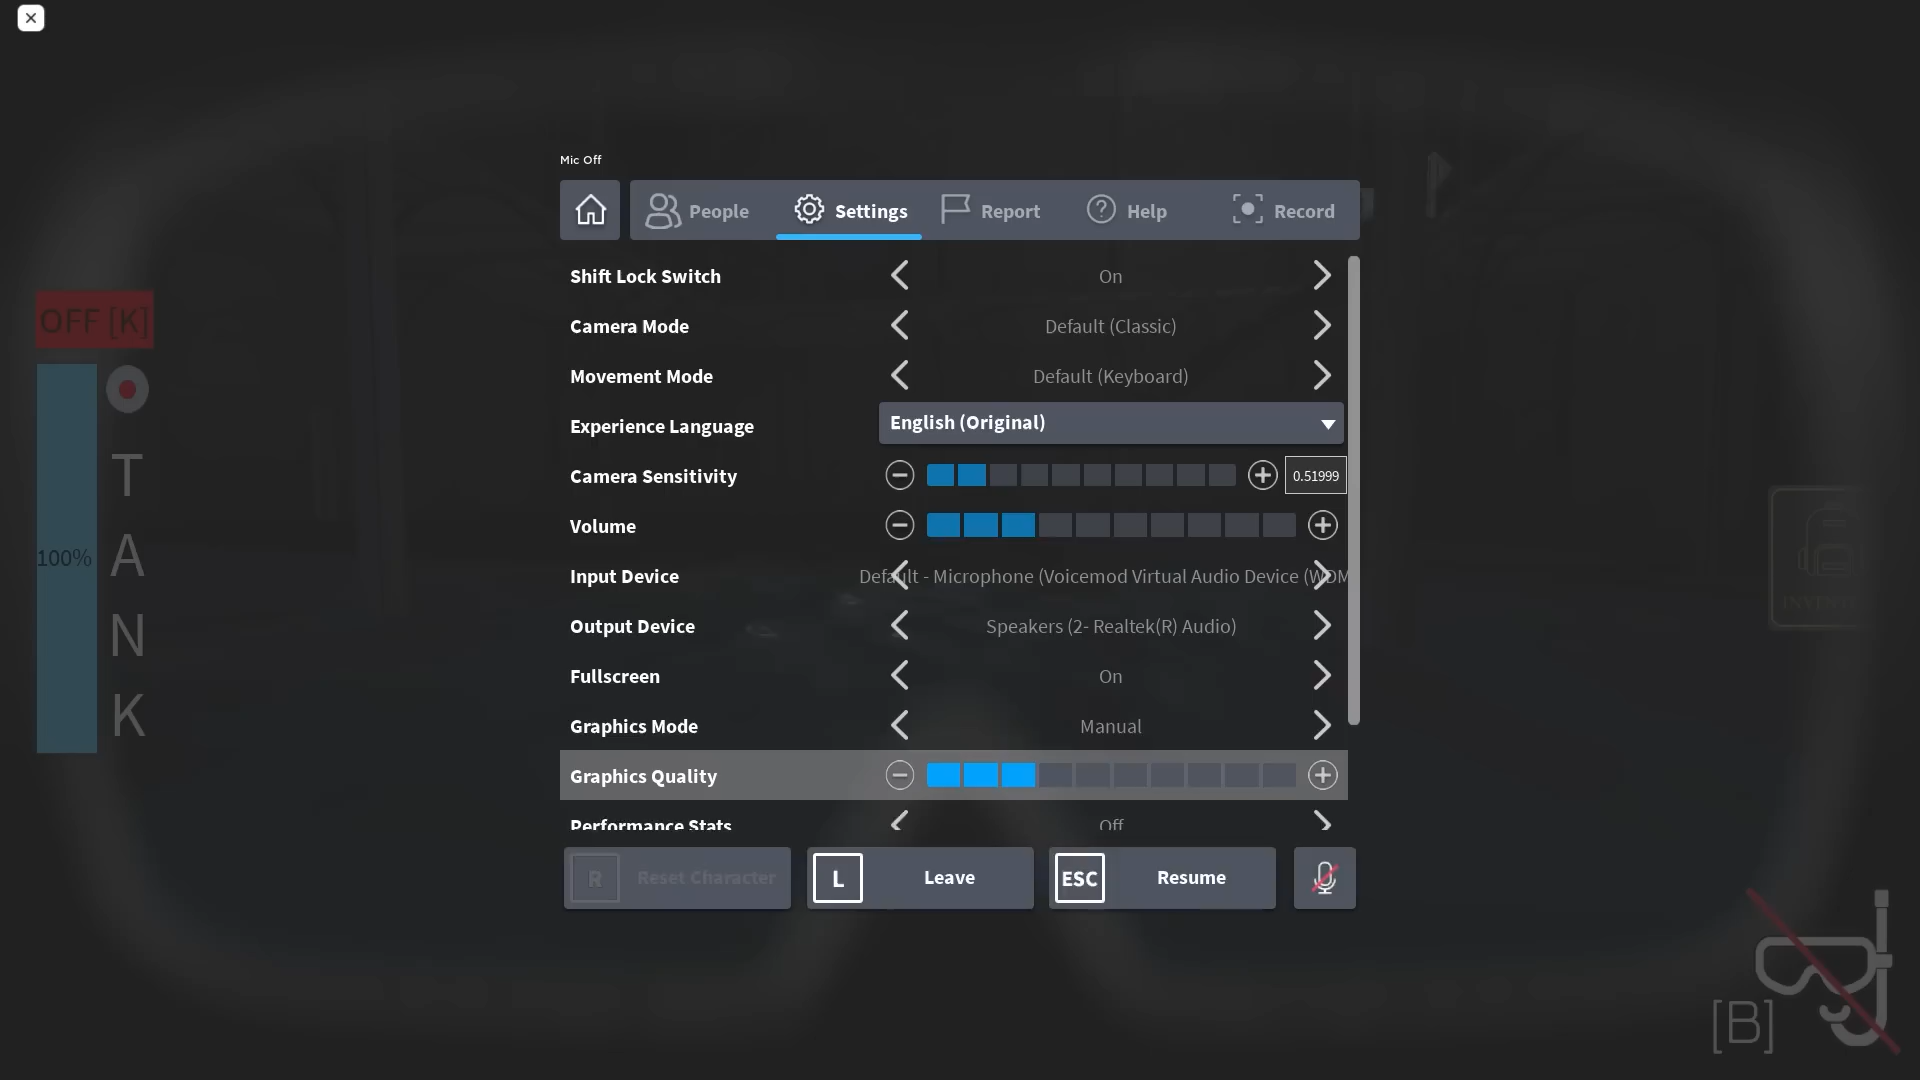 Mic Off
People
Settings
Report
Help
Record
Shift Lock Switch
On
Camera Mode
Default (Classic)
Movement Mode
Default (Keyboard)
Experience Language
English (Original)
Camera Sensitivity
0.51999
Volume
Input Device
Default - Microphone (Voicemod Virtual Audio Device (WDM
Output Device
Speakers (2- Realtek(R) Audio)
Fullscreen
On
Graphics Mode
Manual
Graphics Quality
Performance Stats
Off
R
Reset Character
L
Leave
ESC
Resume
OFF [K]
100%
T
A
N
K
[B]